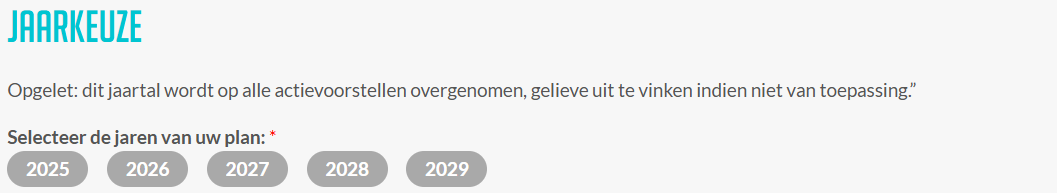 JAARKEUZE
Opgelet: dit jaartal wordt op alle actievoorstellen overgenomen, gelieve uit te vinken indien niet van toepassing.”
Selecteer de jaren van uw plan: *
2025 2026 2027 2028 2029